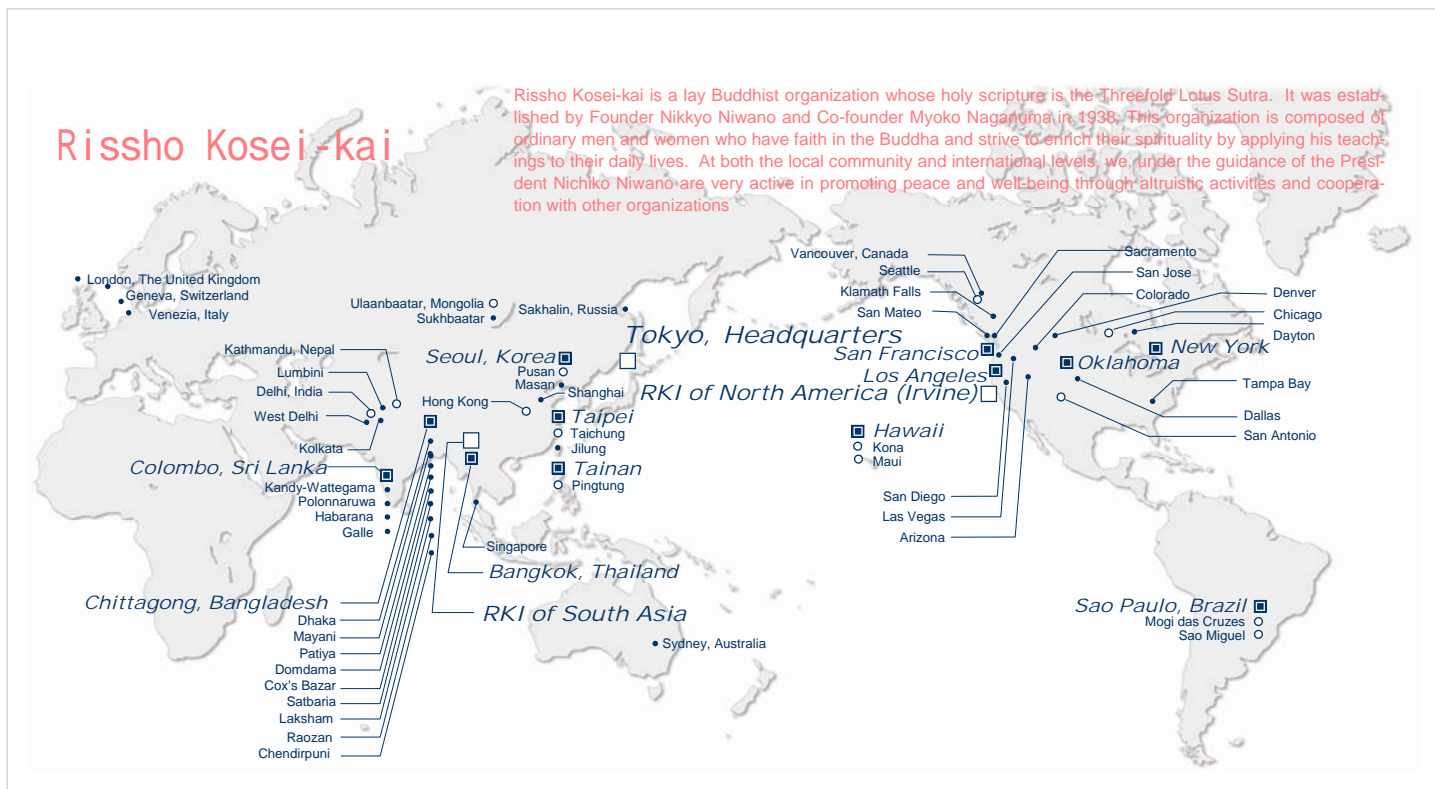 Rissho Kosei-kai
Rissho Kosei-kai is a lay Buddhist organization whose holy scripture is the Threefold Lotus Sutra. It was estab-
lished by Founder Nikkyo Niwano and Co-founder Myoko Naganuma in 1938. This organization is composed of
ordinary men and women who have faith in the Buddha and strive to enrich their spirituality by applying his teach-
ings to their daily lives. At both the local community and international levels, we, under the guidance of the Presi-
dent Nichiko Niwano are very active in promoting peace and well-being through altruistic activities and coopera-
tion with other organizations
London, The United Kingdom
Geneva, Switzerland
Venezia, Italy
Ulaanbaatar, Mongolia
Sukhbaatar
Sakhalin, Russia
Tokyo, Headquarters
Seoul, Korea
Pusan
Masan
Shanghai
Hong Kong
Kathmandu, Nepal
Lumbini
Delhi, India
West Delhi
Kolkata
Colombo, Sri Lanka
Kandy-Wattegama
Polonnaruwa
Habarana
Galle
Taipei
Taichung
Jilung
Tainan
Pingtung
Singapore
Bangkok, Thailand
RKI of South Asia
Chittagong, Bangladesh
Dhaka
Mayani
Patiya
Domdama
Cox's Bazar
Satbaria
Laksham
Raozan
Chendirpuni
Sydney, Australia
Vancouver, Canada
Seattle
Klamath Falls
San Mateo
San Francisco
Los Angeles
RKI of North America (Irvine)
Hawaii
Kona
Maui
San Diego
Las Vegas
Arizona
Sacramento
San Jose
Colorado
Denver
Chicago
Dayton
New York
Oklahoma
Tampa Bay
Dallas
San Antonio
Sao Paulo, Brazil
Mogi das Cruzes
Sao Miguel